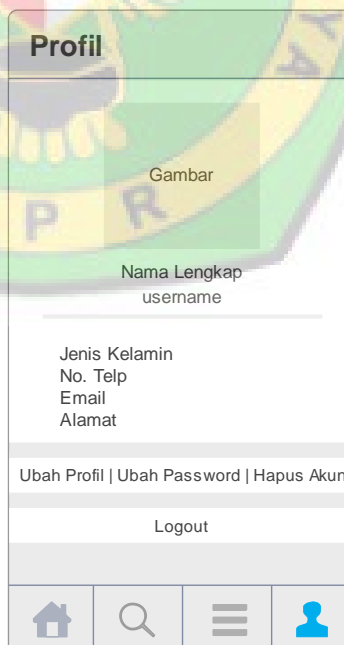 Profil
Gambar
P R
Y A
Nama Lengkap
username
Jenis Kelamin
No. Telp
Email
Alamat
Ubah Profil | Ubah Password | Hapus Akun
Logout